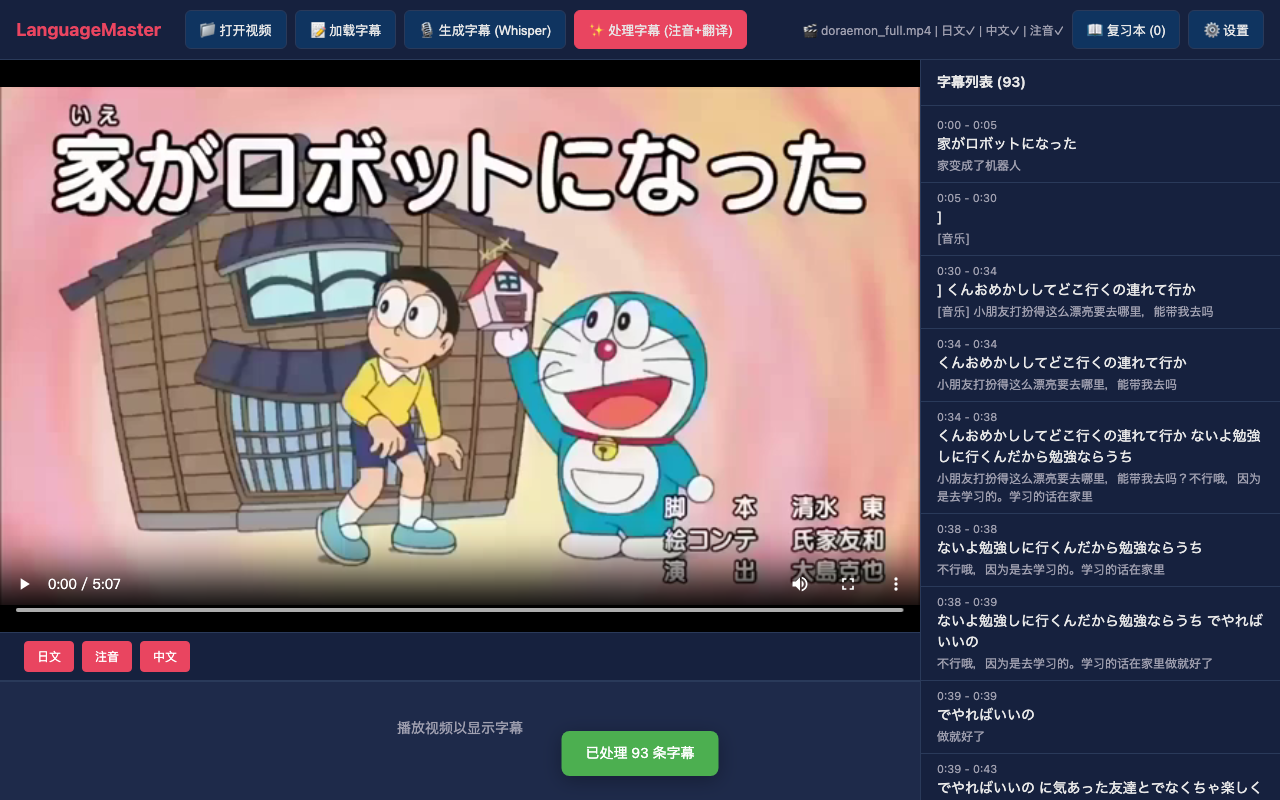 LanguageMaster
📁 打开视频
📝 加载字幕
🎙️ 生成字幕 (Whisper)
✨ 处理字幕 (注音+翻译)
🎬 doraemon_full.mp4 | 日文✓ | 中文✓ | 注音✓
📖 复习本 (0)
⚙️ 设置
いえ
家がロボットになった
脚本 清水 東
絵コンテ 氏家友和
演出 大島克也
0:00 / 5:07
日文
注音
中文
播放视频以显示字幕
已处理 93 条字幕
字幕列表 (93)
0:00 - 0:05
家がロボットになった
家变成了机器人
0:05 - 0:30
]
[音乐]
0:30 - 0:34
] くんおめかししてどこ行くの連れて行か
[音乐] 小朋友打扮得这么漂亮要去哪里，能带我去吗
0:34 - 0:34
くんおめかししてどこ行くの連れて行か
小朋友打扮得这么漂亮要去哪里，能带我去吗
0:34 - 0:38
くんおめかししてどこ行くの連れて行か ないよ勉強
しに行くんだから勉強ならうち
小朋友打扮得这么漂亮要去哪里，能带我去吗？不行哦，因为
是去学习的。学习的话在家里
0:38 - 0:38
ないよ勉強しに行くんだから勉強ならうち
不行哦，因为是去学习的。学习的话在家里
0:38 - 0:39
ないよ勉強しに行くんだから勉強ならうち でやれば
いいの
不行哦，因为是去学习的。学习的话在家里做就好了
0:39 - 0:39
でやればいいの
做就好了
0:39 - 0:43
でやればいいの に気あった友達とでなくちゃ楽しく